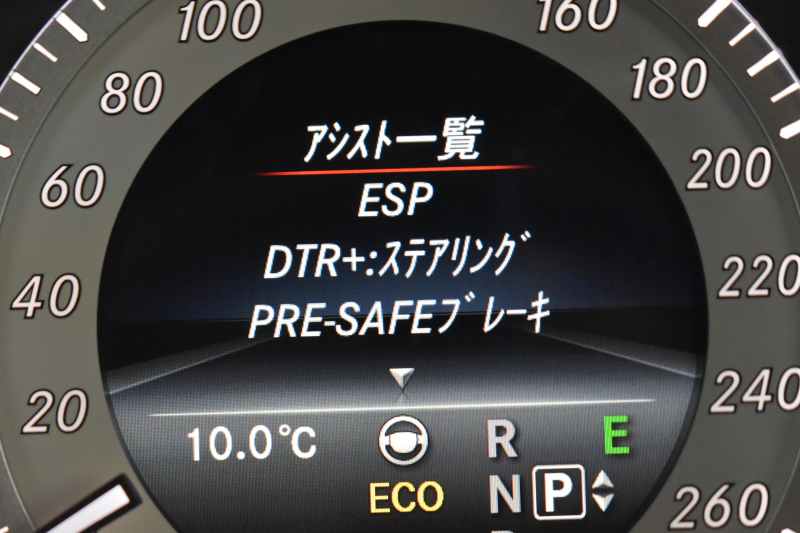 100
160
80
180
60
200
40
220
20
240
260
ｱｼｽﾄ一覧
ESP
DTR+:ｽﾃｱﾘﾝｸﾞ
PRE-SAFEﾌﾞﾚｰｷ
10.0℃
R
E
ECO
N P